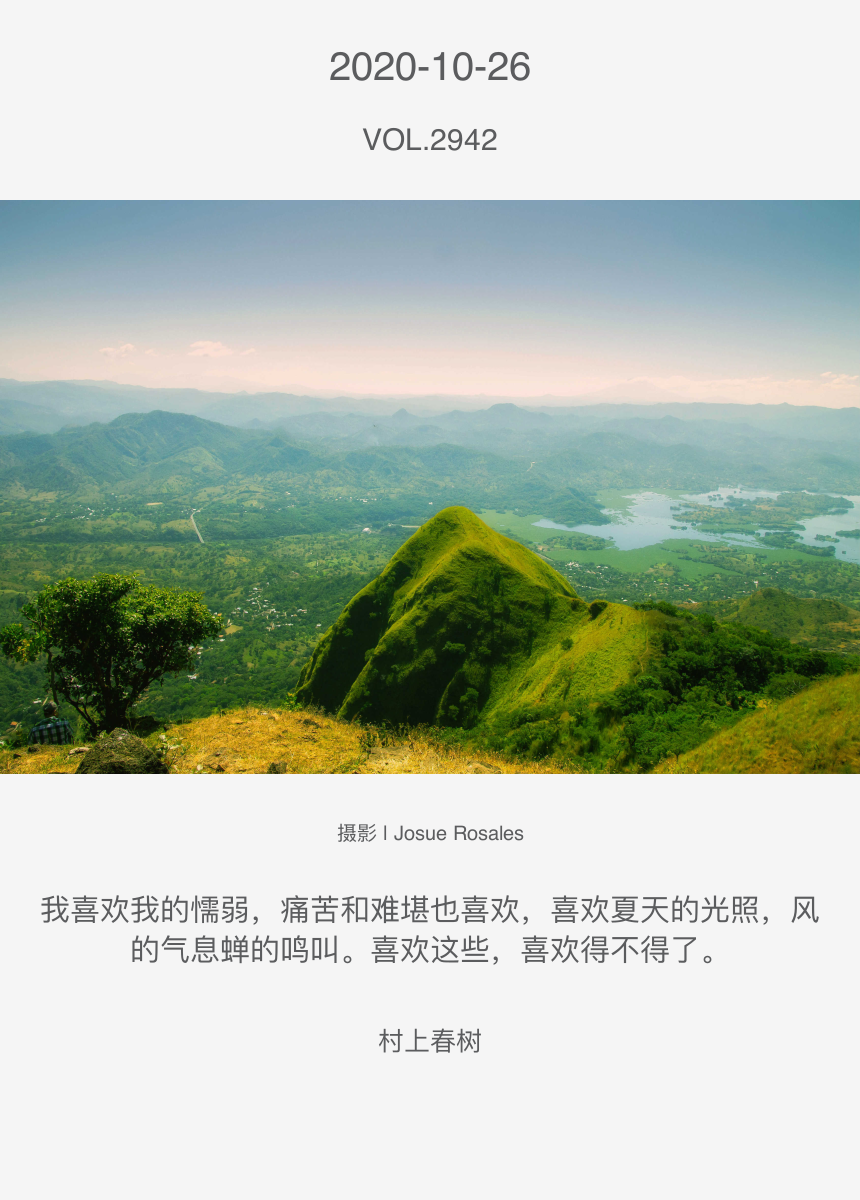 2020-10-26
VOL.2942
摄影 | Josue Rosales
我喜欢我的懦弱，痛苦和难堪也喜欢，喜欢夏天的光照，风
的气息蝉的鸣叫。喜欢这些，喜欢得不得了。
村上春树